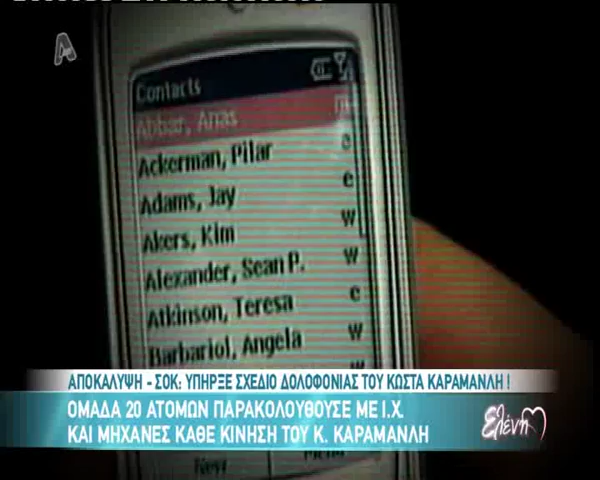 Contacts
Abbar, Anas
Ackerman, Pilar e
Adams, Jay e
Akers, Kim w
Alexander, Sean P. w
Atkinson, Teresa e
Barbariol, Angela w
ΑΠΟΚΑΛΥΨΗ - ΣΟΚ: ΥΠΗΡΞΕ ΣΧΕΔΙΟ ΔΟΛΟΦΟΝΙΑΣ ΤΟΥ ΚΩΣΤΑ ΚΑΡΑΜΑΝΛΗ !
ΟΜΑΔΑ 20 ΑΤΟΜΩΝ ΠΑΡΑΚΟΛΟΥΘΟΥΣΕ ΜΕ Ι.Χ.
ΚΑΙ ΜΗΧΑΝΕΣ ΚΑΘΕ ΚΙΝΗΣΗ ΤΟΥ Κ. ΚΑΡΑΜΑΝΛΗ
Ελένη